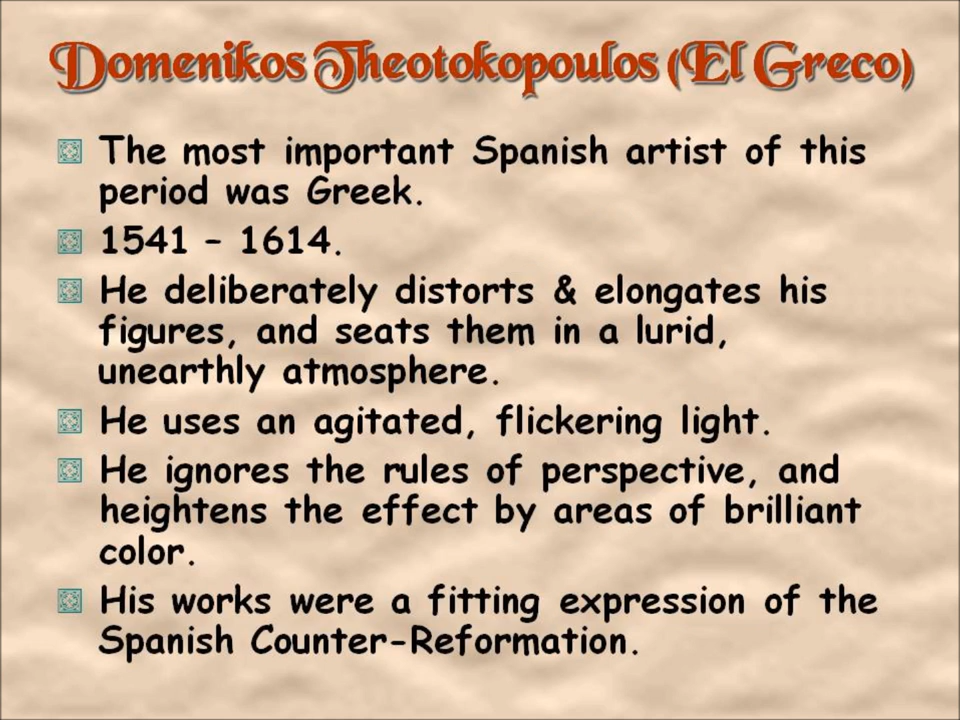 Domenikos Theotokopoulos (El Greco)
The most important Spanish artist of this
period was Greek.
1541 – 1614.
He deliberately distorts & elongates his
figures, and seats them in a lurid,
unearthly atmosphere.
He uses an agitated, flickering light.
He ignores the rules of perspective, and
heightens the effect by areas of brilliant
color.
His works were a fitting expression of the
Spanish Counter-Reformation.